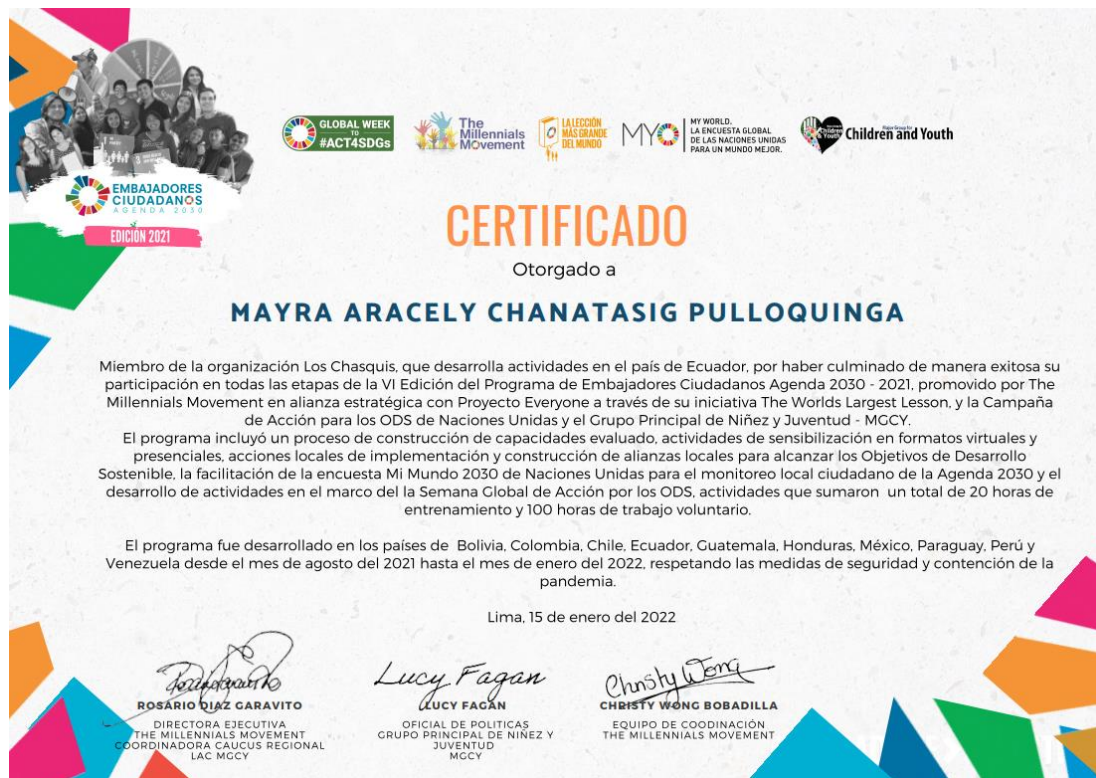 GLOBAL WEEK
TO
#ACT4SDGs
The
Millennials
Movement
LA LECCIÓN
MÁS GRANDE
DEL MUNDO
MY
MY WORLD.
LA ENCUESTA GLOBAL
DE LAS NACIONES UNIDAS
PARA UN MUNDO MEJOR.
Children and Youth
EMBAJADORES
CIUDADANOS
AGENDA 2030
EDICIÓN 2021
CERTIFICADO
Otorgado a
MAYRA ARACELY CHANATASIG PULLOQUINGA
Miembro de la organización Los Chasquis, que desarrolla actividades en el país de Ecuador, por haber culminado de manera exitosa su
participación en todas las etapas de la VI Edición del Programa de Embajadores Ciudadanos Agenda 2030 - 2021, promovido por The
Millennials Movement en alianza estratégica con Proyecto Everyone a través de su iniciativa The Worlds Largest Lesson, y la Campaña
de Acción para los ODS de Naciones Unidas y el Grupo Principal de Niñez y Juventud - MGCY.
El programa incluyó un proceso de construcción de capacidades evaluado, actividades de sensibilización en formatos virtuales y
presenciales, acciones locales de implementación y construcción de alianzas locales para alcanzar los Objetivos de Desarrollo
Sostenible, la facilitación de la encuesta Mi Mundo 2030 de Naciones Unidas para el monitoreo local ciudadano de la Agenda 2030 y el
desarrollo de actividades en el marco del la Semana Global de Acción por los ODS, actividades que sumaron un total de 20 horas de
entrenamiento y 100 horas de trabajo voluntario.
El programa fue desarrollado en los países de Bolivia, Colombia, Chile, Ecuador, Guatemala, Honduras, México, Paraguay, Perú y
Venezuela desde el mes de agosto del 2021 hasta el mes de enero del 2022, respetando las medidas de seguridad y contención de la
pandemia.
Lima, 15 de enero del 2022
Lucy Fagan
Christy Wong
ROSARIO DIAZ GARAVITO
DIRECTORA EJECUTIVA
THE MILLENNIALS MOVEMENT
COORDINADORA CAUCUS REGIONAL
LAC MGCY
LUCY FAGAN
OFICIAL DE POLITICAS
GRUPO PRINCIPAL DE NIÑEZ Y
JUVENTUD
MGCY
CHRISTY WONG BOBADILLA
EQUIPO DE COODINACIÓN
THE MILLENNIALS MOVEMENT